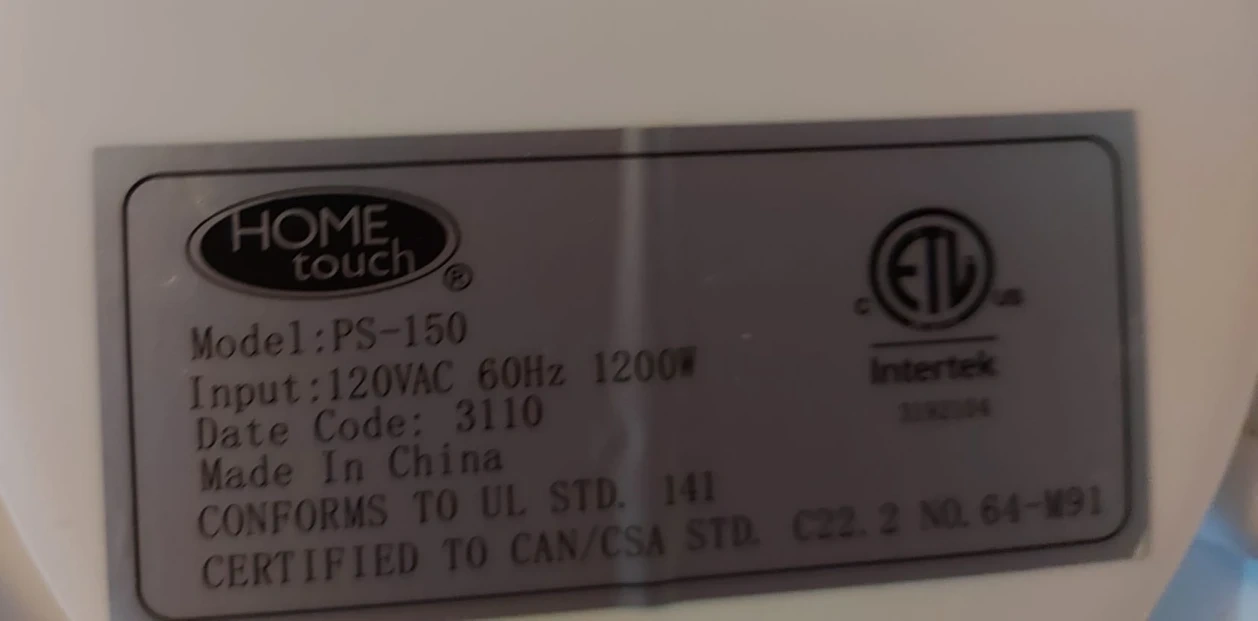 HOME
touch®
Model:PS-150
Input:120VAC 60Hz 1200W
Date Code: 3110
Made In China
CONFORMS TO UL STD. 141
CERTIFIED TO CAN/CSA STD. C22.2 NO.64-M91
ETL
C US
Intertek